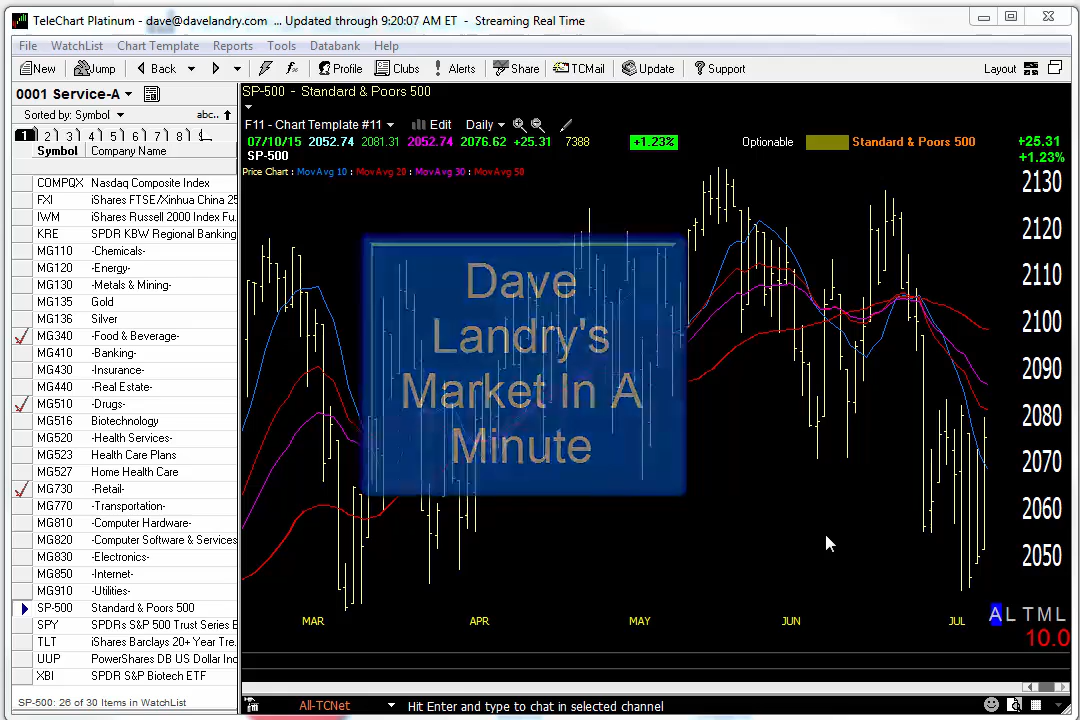 TeleChart Platinum - dave@davelandry.com ... Updated through 9:20:07 AM ET - Streaming Real Time
File WatchList Chart Template Reports Tools Databank Help
New Jump Back Profile Clubs Alerts Share TCMail Update Support Layout
0001 Service-A
Sorted by: Symbol abc..
1 2 3 4 5 6 7 8
Symbol Company Name
COMPQX Nasdaq Composite Index
FXI iShares FTSE/Xinhua China 25
IWM iShares Russell 2000 Index Fu.
KRE SPDR KBW Regional Banking
MG110 -Chemicals-
MG120 -Energy-
MG130 -Metals & Mining-
MG135 Gold
MG136 Silver
MG340 -Food & Beverage-
MG410 -Banking-
MG430 -Insurance-
MG440 -Real Estate-
MG510 -Drugs-
MG516 Biotechnology
MG520 -Health Services-
MG523 Health Care Plans
MG527 Home Health Care
MG730 -Retail-
MG770 -Transportation-
MG810 -Computer Hardware-
MG820 -Computer Software & Services
MG830 -Electronics-
MG850 -Internet-
MG910 -Utilities-
SP-500 Standard & Poors 500
SPY SPDRs S&P 500 Trust Series E
TLT iShares Barclays 20+ Year Tre.
UUP PowerShares DB US Dollar Inc
XBI SPDR S&P Biotech ETF
SP-500: 26 of 30 Items in WatchList
SP-500 - Standard & Poors 500
F11 - Chart Template #11 Edit Daily
07/10/15 2052.74 2081.31 2052.74 2076.62 +25.31 7388 +1.23% Optionable Standard & Poors 500 +25.31
+1.23%
SP-500
Price Chart : MovAvg 10 : MovAvg 20 : MovAvg 30 : MovAvg 50
Dave
Landry's
Market In A
Minute
2130
2120
2110
2100
2090
2080
2070
2060
2050
MAR APR MAY JUN JUL
A L T M L
10.0
All-TCNet Hit Enter and type to chat in selected channel